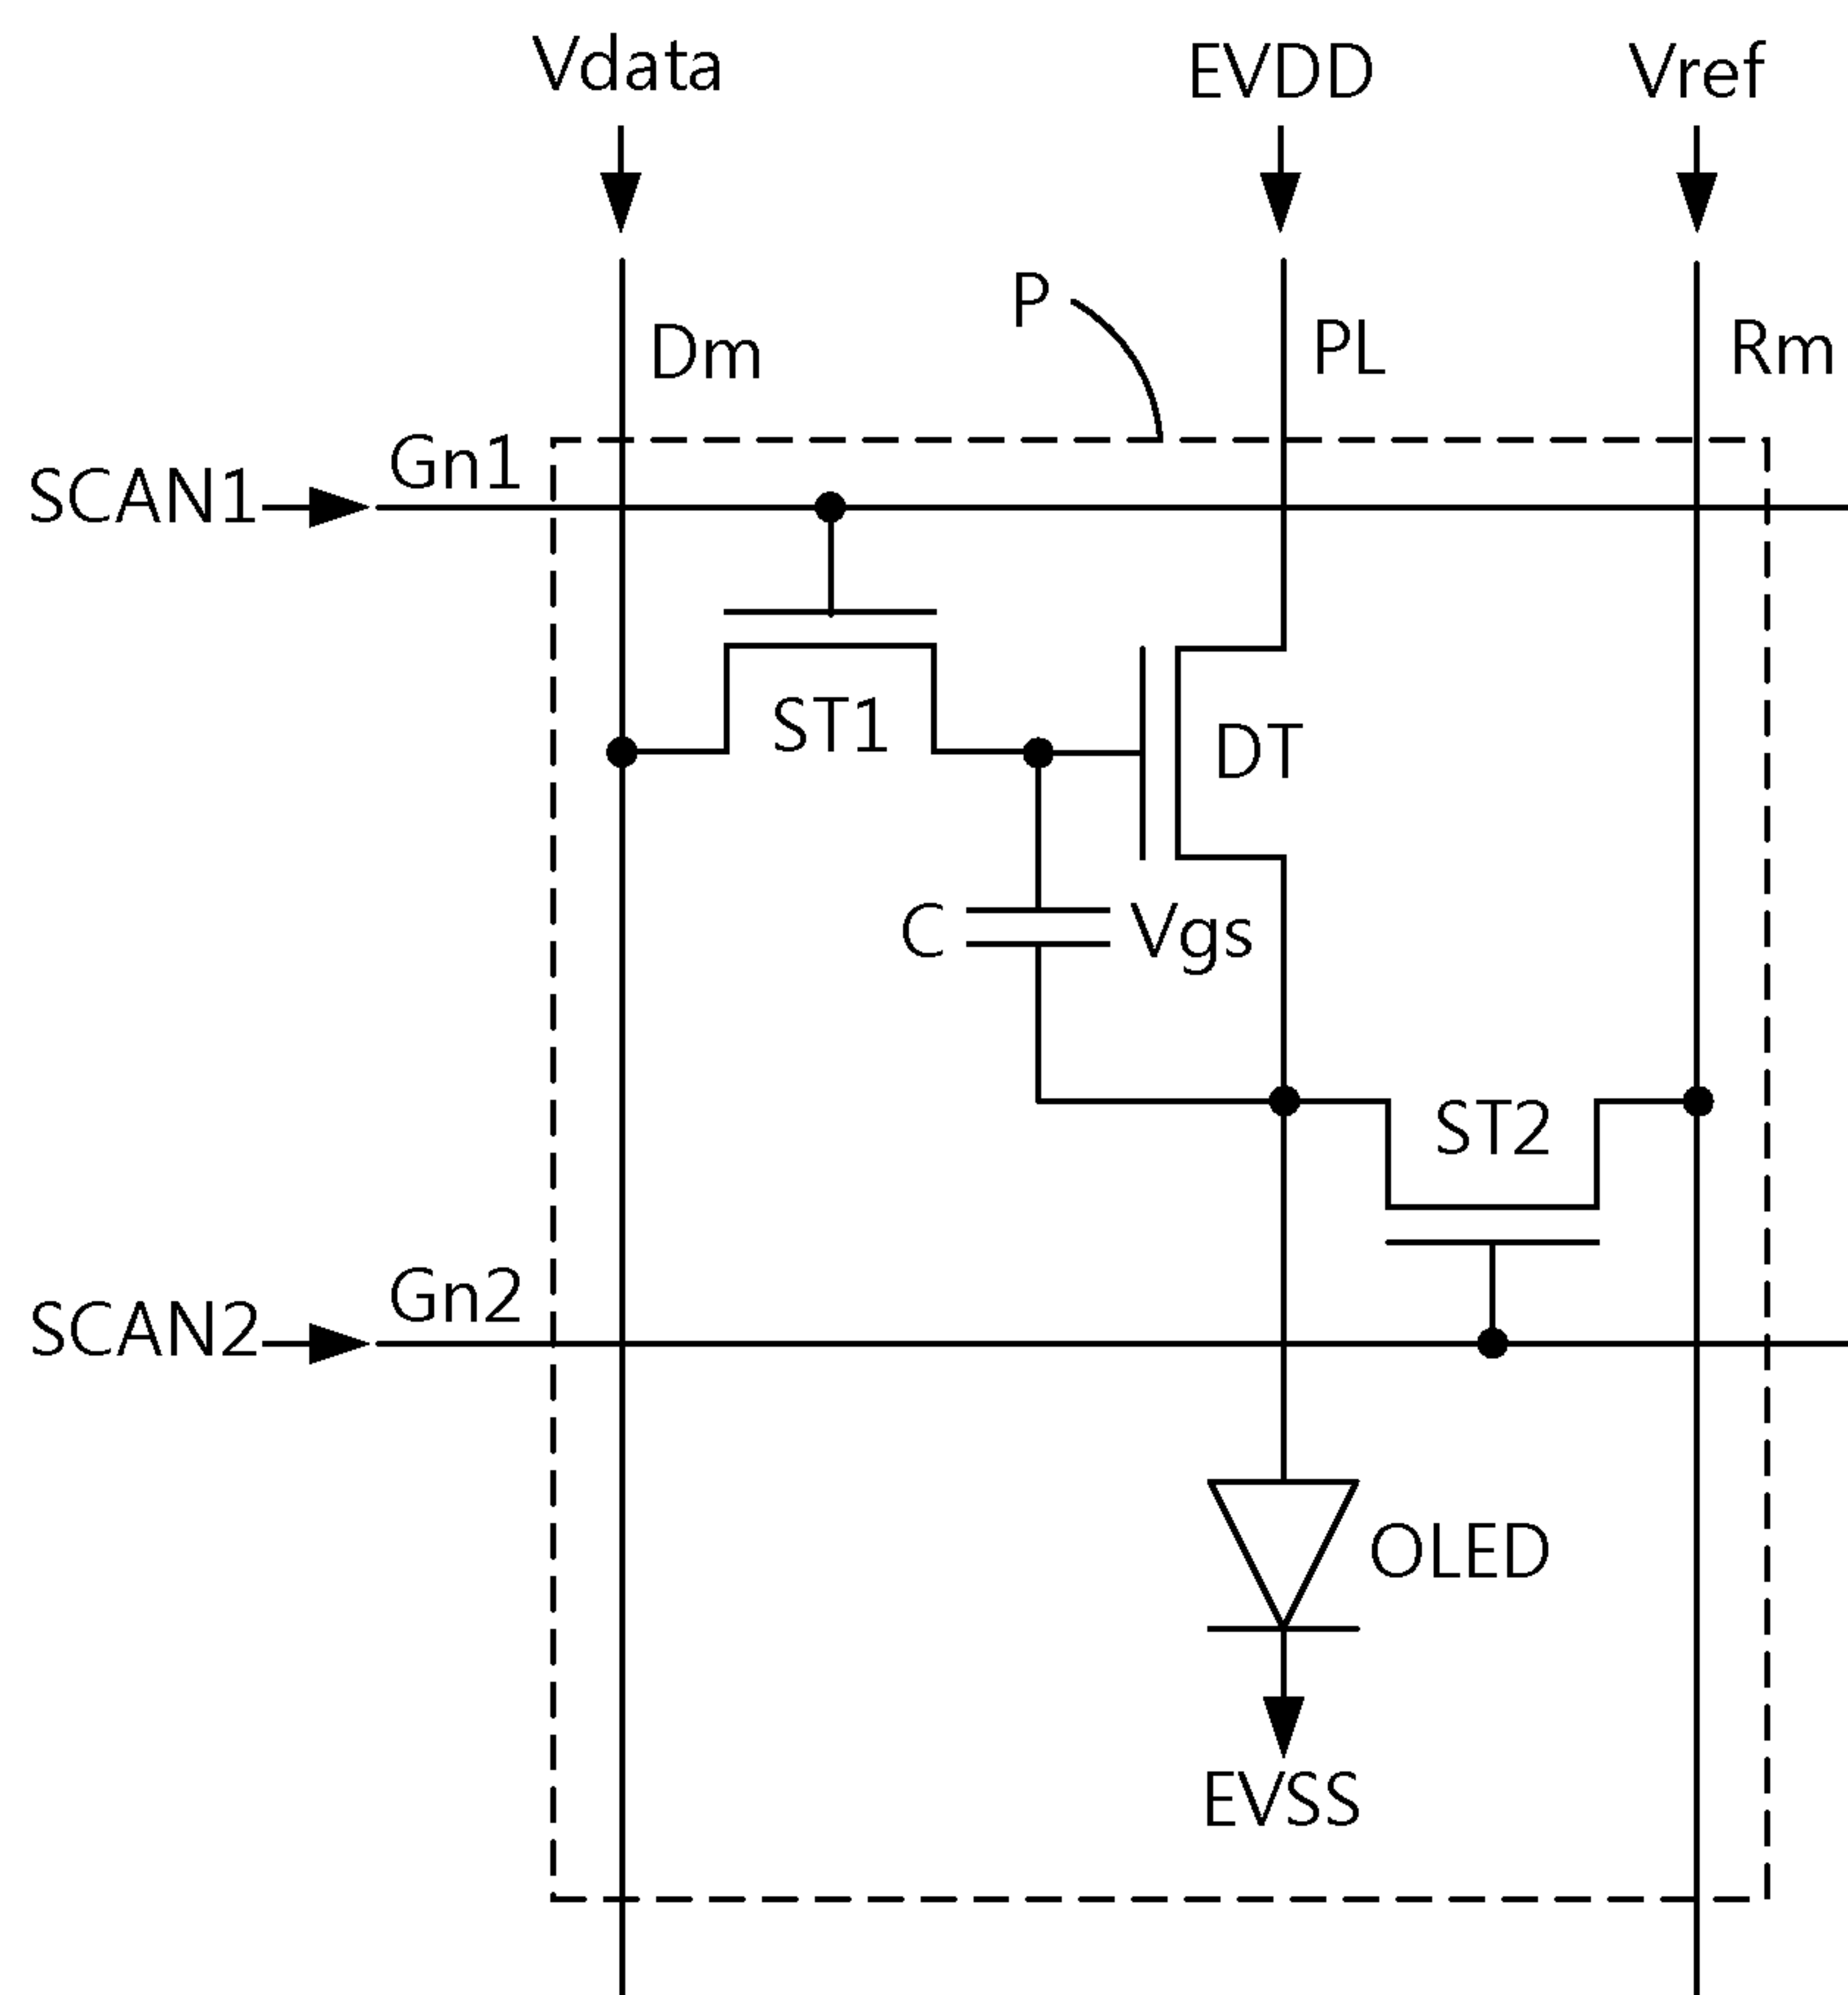 Vdata
EVDD
Vref
P
Dm
PL
Rm
Gn1
SCAN1
ST1
DT
C
Vgs
ST2
Gn2
SCAN2
OLED
EVSS